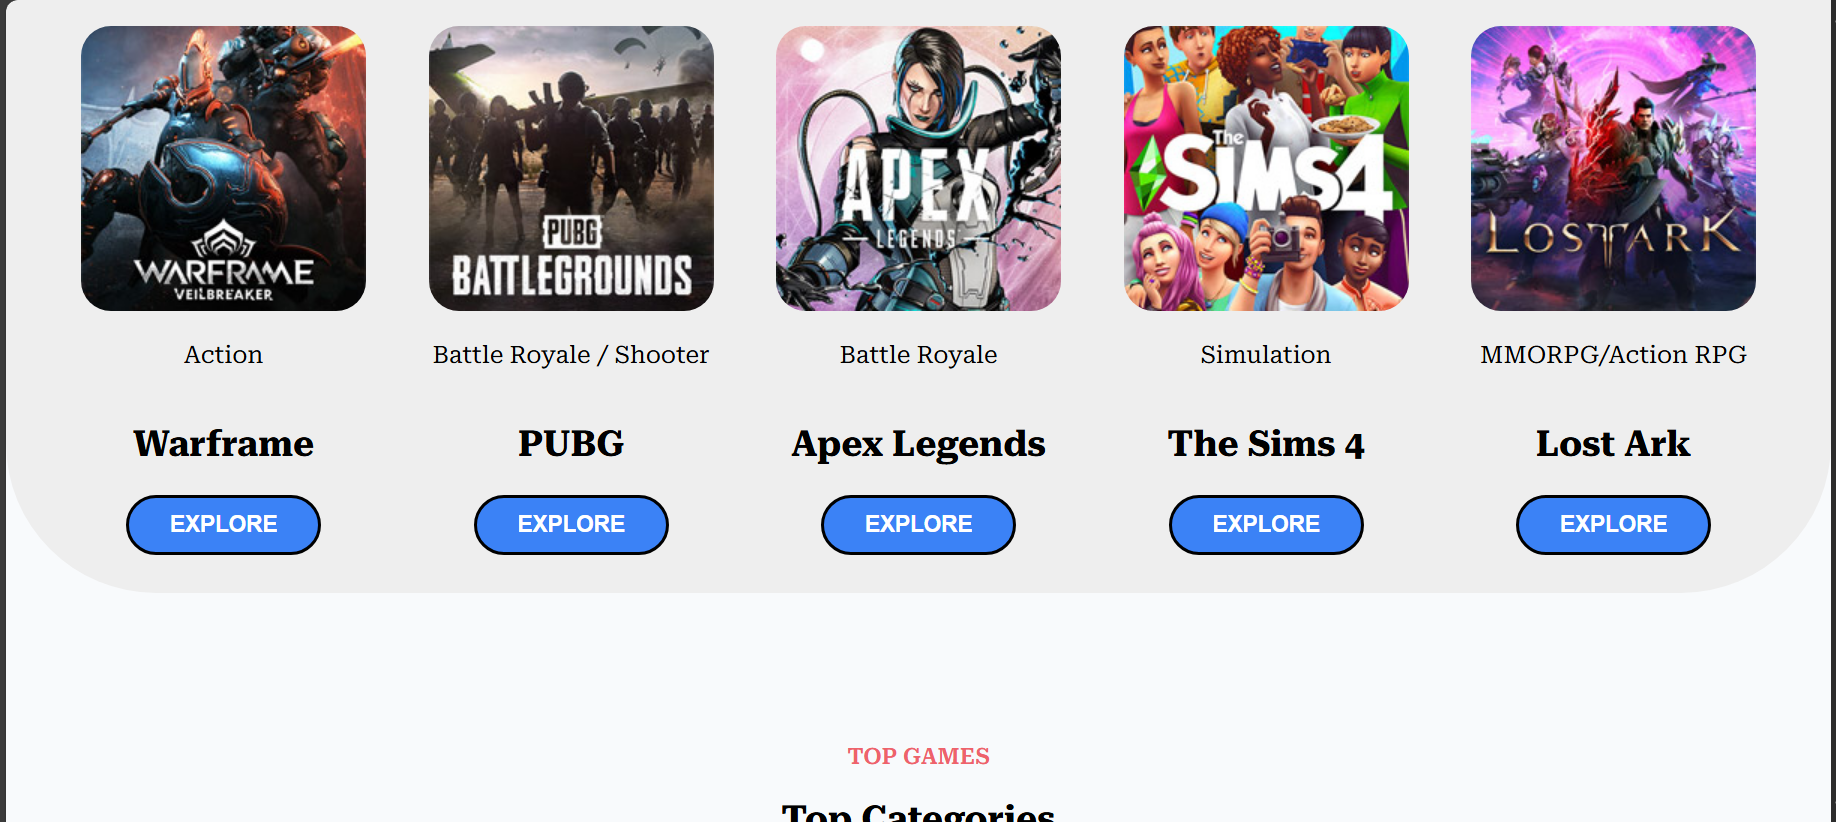 WARFRAME
VEILBREAKER
PUBG
BATTLEGROUNDS
APEX
LEGENDS
The
SIMS4
LOST ARK
Action
Battle Royale / Shooter
Battle Royale
Simulation
MMORPG/Action RPG
Warframe
PUBG
Apex Legends
The Sims 4
Lost Ark
EXPLORE
EXPLORE
EXPLORE
EXPLORE
EXPLORE
TOP GAMES
Top Categories